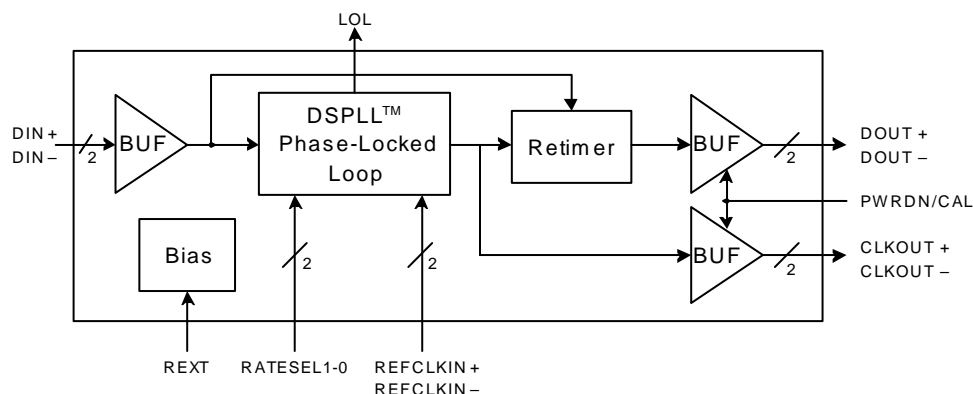 LOL
DIN +
DIN –
2
BUF
DSPLL™
Phase-Locked
Loop
Retimer
BUF
2
DOUT +
DOUT –
PWRDN/CAL
Bias
2
2
BUF
2
CLKOUT +
CLKOUT –
REXT
RATESEL1-0
REFCLKIN +
REFCLKIN –